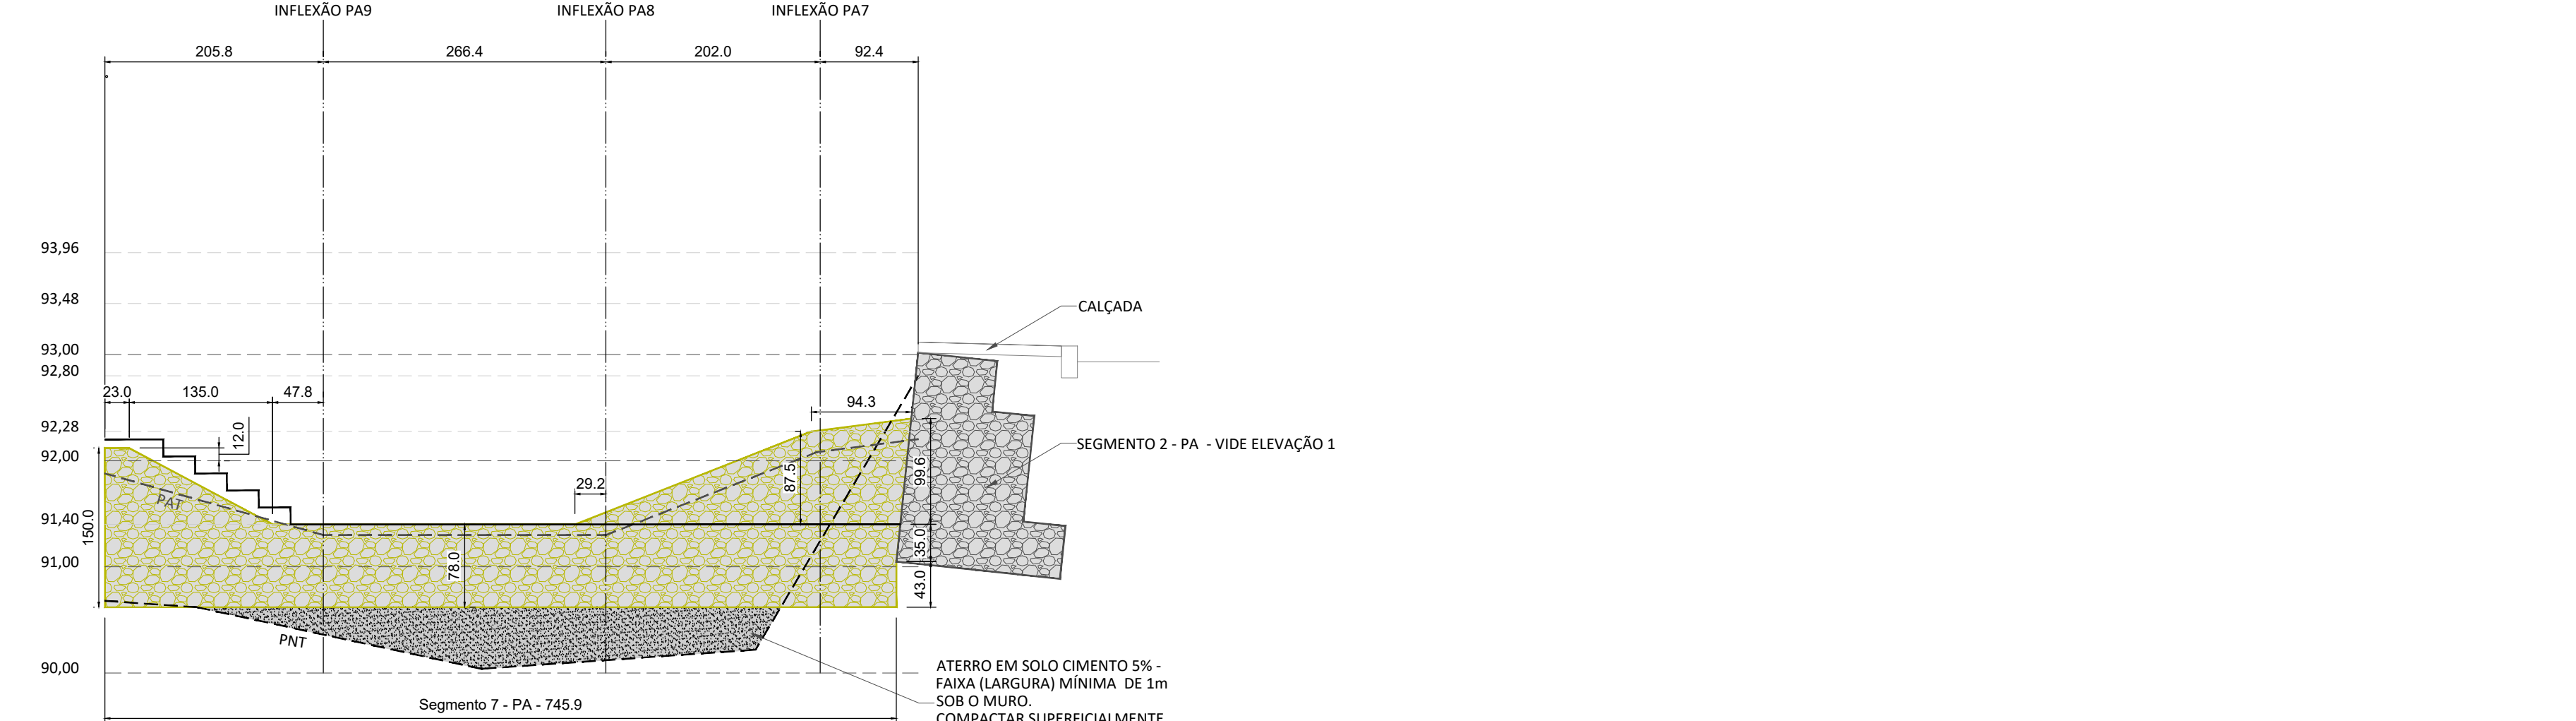 INFLEXÃO PA9
INFLEXÃO PA8
INFLEXÃO PA7
205.8
266.4
202.0
92.4
93,96
93,48
93,00
92,80
92,28
92,00
91,40
91,00
90,00
CALÇADA
23.0
135.0
47.8
12.0
94.3
SEGMENTO 2 - PA - VIDE ELEVAÇÃO 1
87.5
99.6
29.2
PAT
150.0
78.0
35.0
43.0
PNT
ATERRO EM SOLO CIMENTO 5% -
FAIXA (LARGURA) MÍNIMA DE 1m
SOB O MURO.
COMPACTAR SUPERFICIALMENTE
Segmento 7 - PA - 745.9